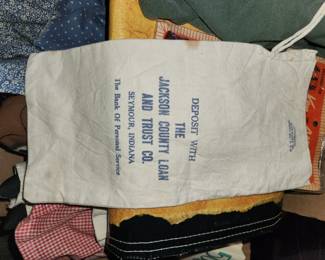 DEPOSIT WITH
THE
JACKSON COUNTY LOAN
AND TRUST CO.
SEYMOUR, INDIANA
The Bank Of Personal Service